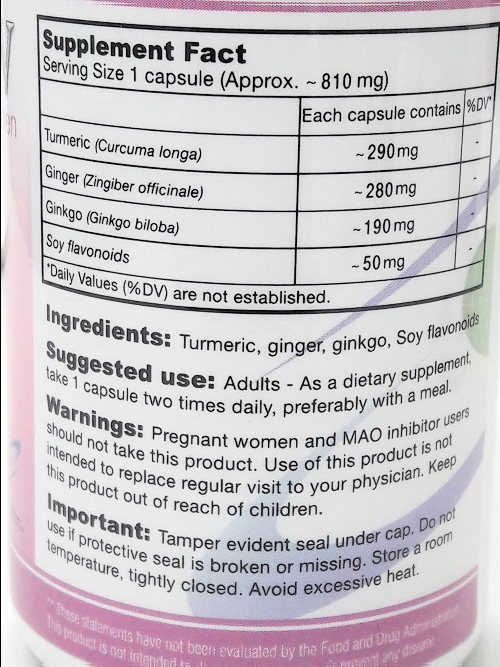 Supplement Fact
Serving Size 1 capsule (Approx. ~ 810 mg)
Each capsule contains %DV*
Turmeric (Curcuma longa) ~290mg -
Ginger (Zingiber officinale) ~280mg -
Ginkgo (Ginkgo biloba) ~190mg -
Soy flavonoids ~50mg -
*Daily Values (%DV) are not established.
Ingredients: Turmeric, ginger, ginkgo, Soy flavonoids
Suggested use: Adults - As a dietary supplement,
take 1 capsule two times daily, preferably with a meal.
Warnings: Pregnant women and MAO inhibitor users
should not take this product. Use of this product is not
intended to replace regular visit to your physician. Keep
this product out of reach of children.
Important: Tamper evident seal under cap. Do not
use if protective seal is broken or missing. Store a room
temperature, tightly closed. Avoid excessive heat.
** These statements have not been evaluated by the Food and Drug Administration
This product is not intended to prevent any disease